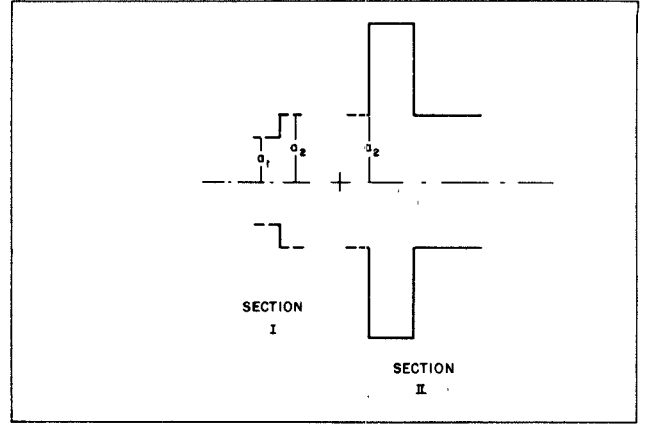 a₁
a₂
a₂
SECTION
I
SECTION
II